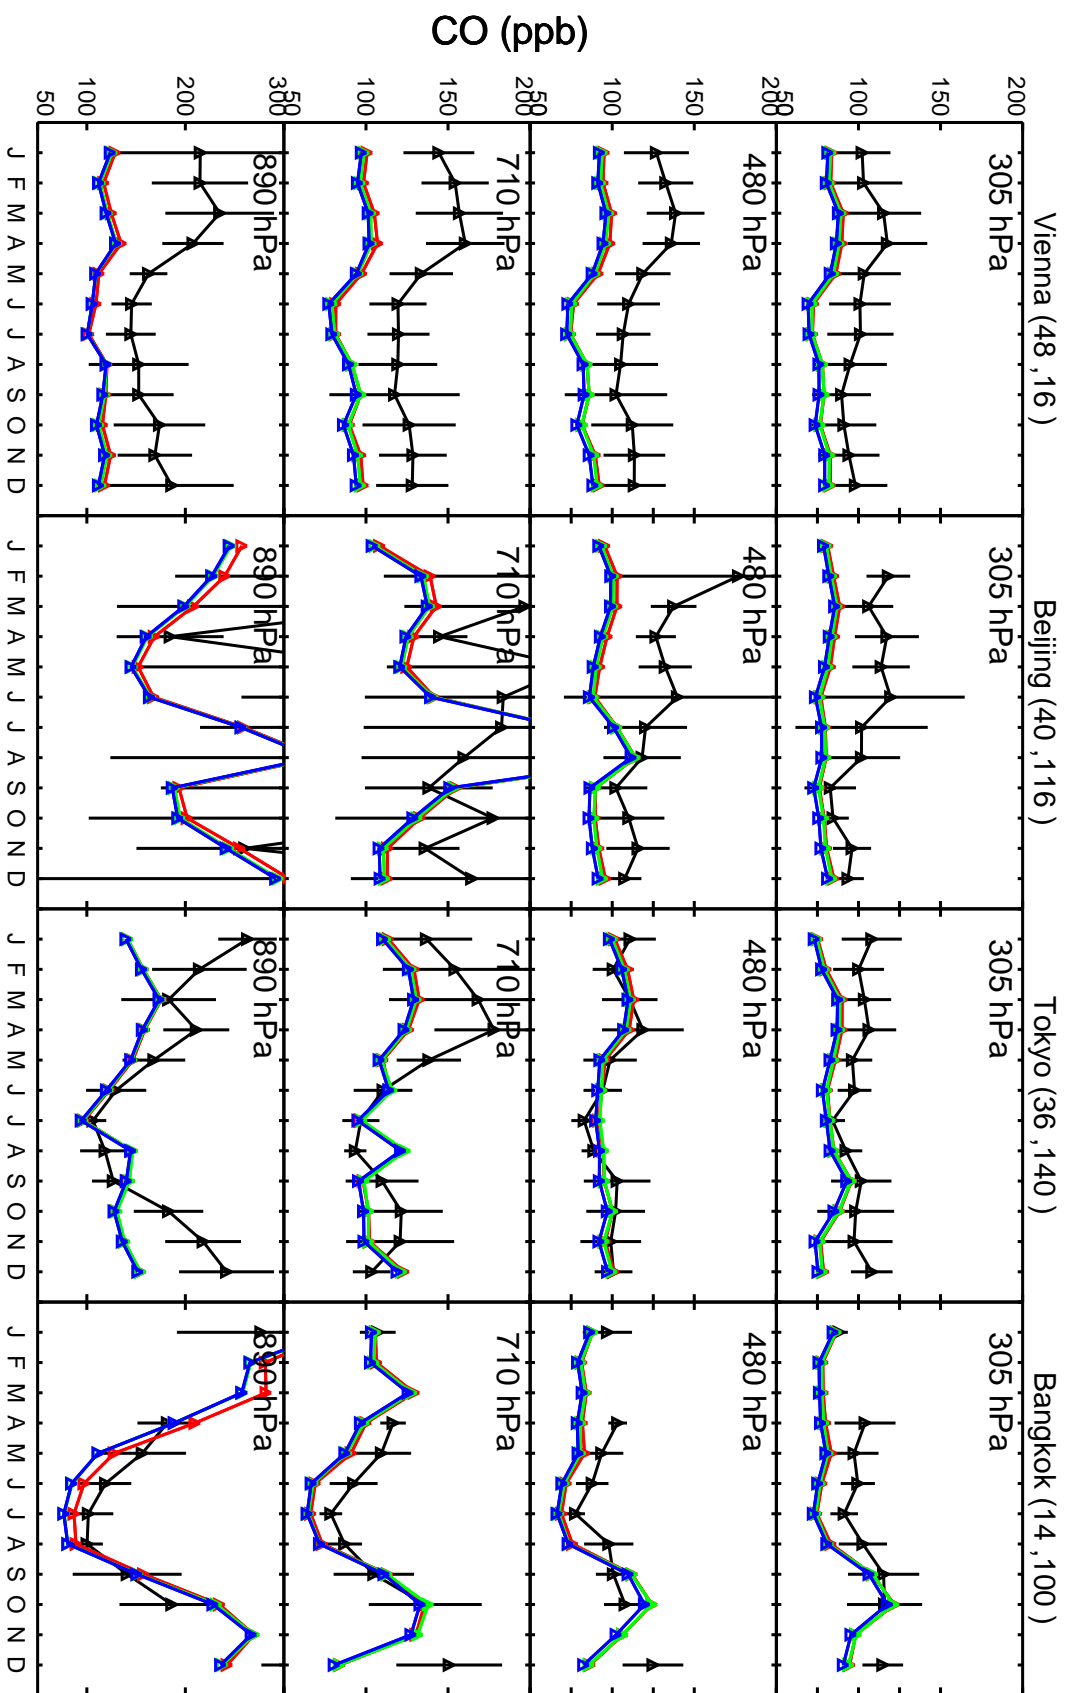 CO (ppb)
Vienna (48 ,16 )
Beijing (40 ,116 )
Tokyo (36 ,140 )
Bangkok (14 ,100 )
200
150
100
50
305 hPa
305 hPa
305 hPa
305 hPa
200
150
100
50
480 hPa
480 hPa
480 hPa
480 hPa
200
150
100
50
710 hPa
710 hPa
710 hPa
710 hPa
300
200
100
50
890 hPa
890 hPa
890 hPa
890 hPa
J F M A M J J A S O N D
J F M A M J J A S O N D
J F M A M J J A S O N D
J F M A M J J A S O N D